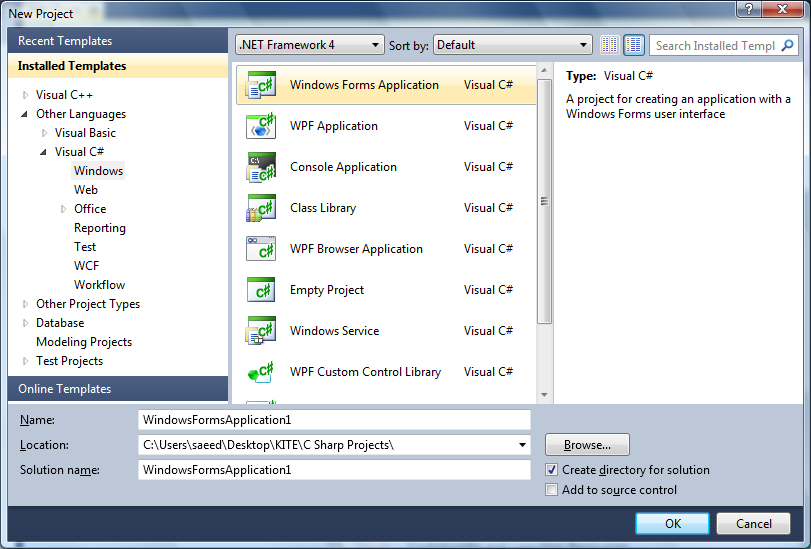 New Project
Recent Templates
Installed Templates
Visual C++
Other Languages
Visual Basic
Visual C#
Windows
Web
Office
Reporting
Test
WCF
Workflow
Other Project Types
Database
Modeling Projects
Test Projects
Online Templates
.NET Framework 4
Sort by: Default
Search Installed Templ
Windows Forms Application Visual C#
WPF Application Visual C#
Console Application Visual C#
Class Library Visual C#
WPF Browser Application Visual C#
Empty Project Visual C#
Windows Service Visual C#
WPF Custom Control Library Visual C#
Type: Visual C#
A project for creating an application with a
Windows Forms user interface
Name: WindowsFormsApplication1
Location: C:\Users\saeed\Desktop\KITE\C Sharp Projects\
Browse...
Solution name: WindowsFormsApplication1
Create directory for solution
Add to source control
OK
Cancel